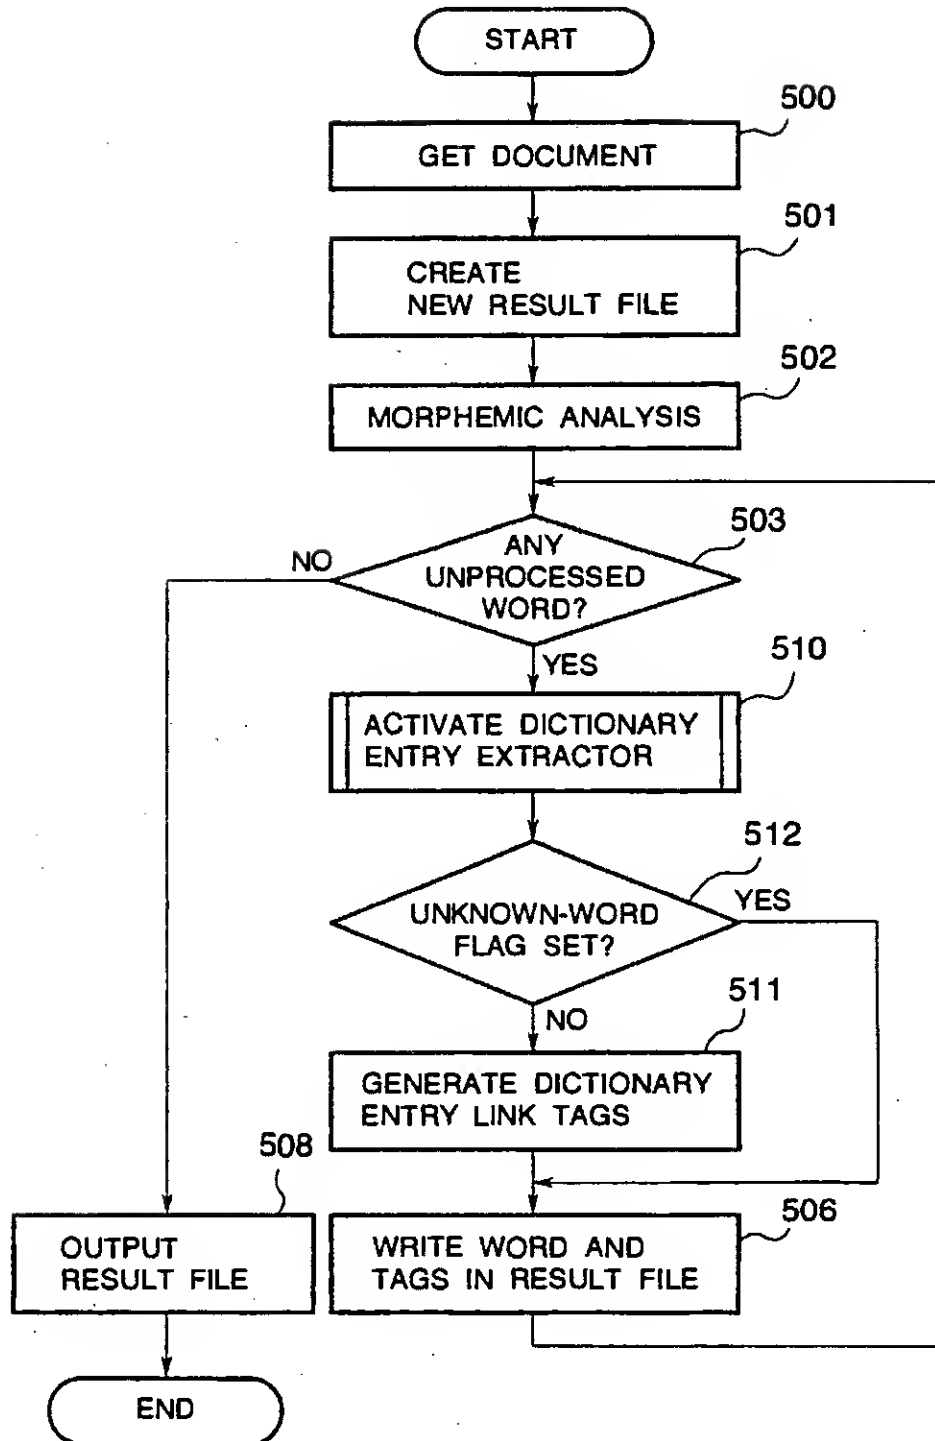 START
500
GET DOCUMENT
501
CREATE
NEW RESULT FILE
502
MORPHEMIC ANALYSIS
503
NO
ANY
UNPROCESSED
WORD?
YES
510
ACTIVATE DICTIONARY
ENTRY EXTRACTOR
512
YES
UNKNOWN-WORD
FLAG SET?
NO
511
GENERATE DICTIONARY
ENTRY LINK TAGS
508
OUTPUT
RESULT FILE
506
WRITE WORD AND
TAGS IN RESULT FILE
END